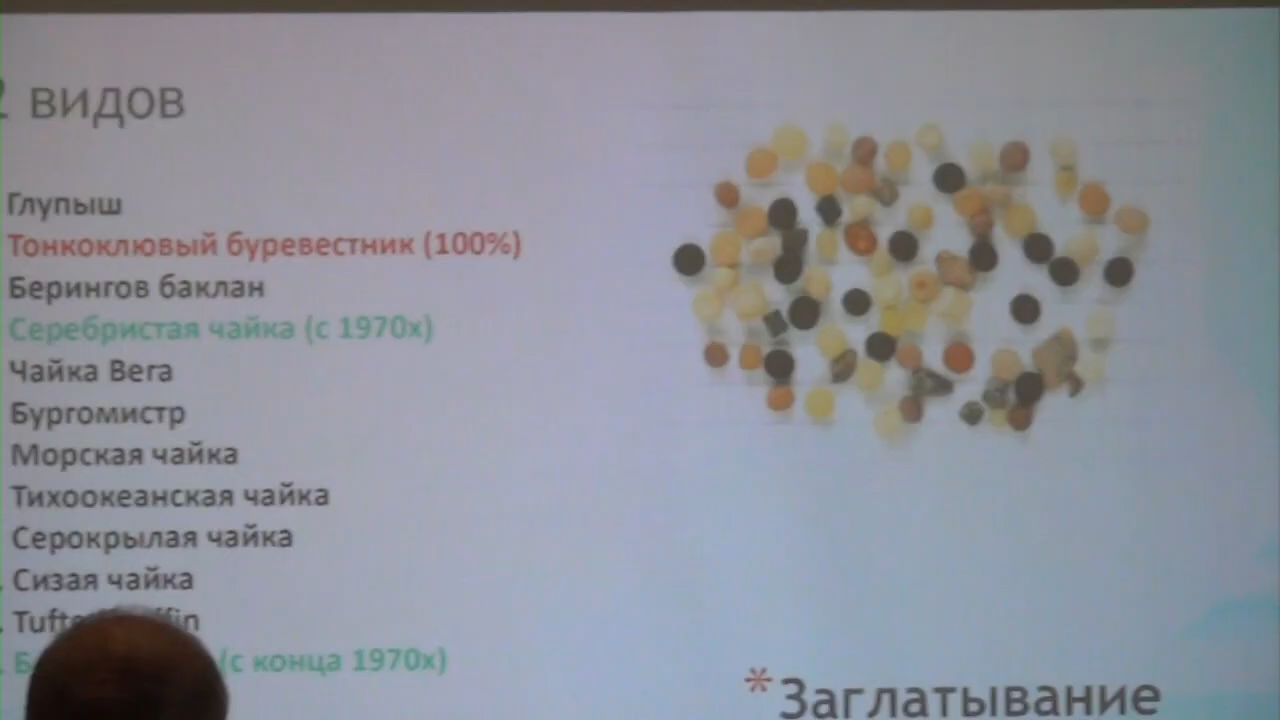 видов
Глупыш
Тонкоклювый буревестник (100%)
Берингов баклан
Серебристая чайка (с 1970х)
Чайка Вега
Бургомистр
Морская чайка
Тихоокеанская чайка
Серокрылая чайка
Сизая чайка
(с конца 1970х)
*Заглатывание